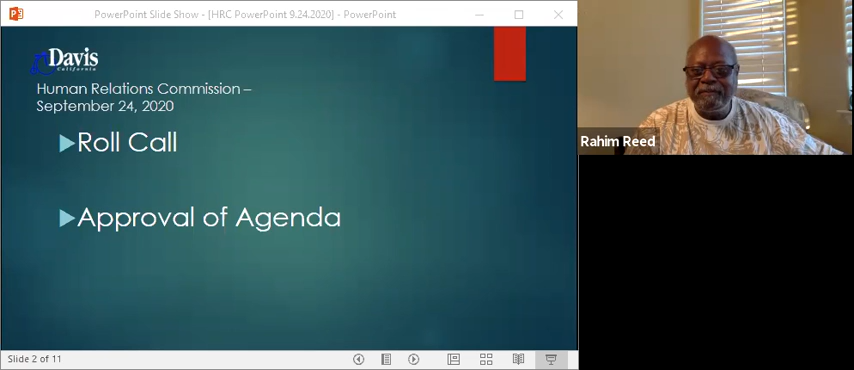 PowerPoint Slide Show - [HRC PowerPoint 9.24.2020] - PowerPoint
Davis
California
Human Relations Commission –
September 24, 2020
Roll Call
Approval of Agenda
Rahim Reed
Slide 2 of 11